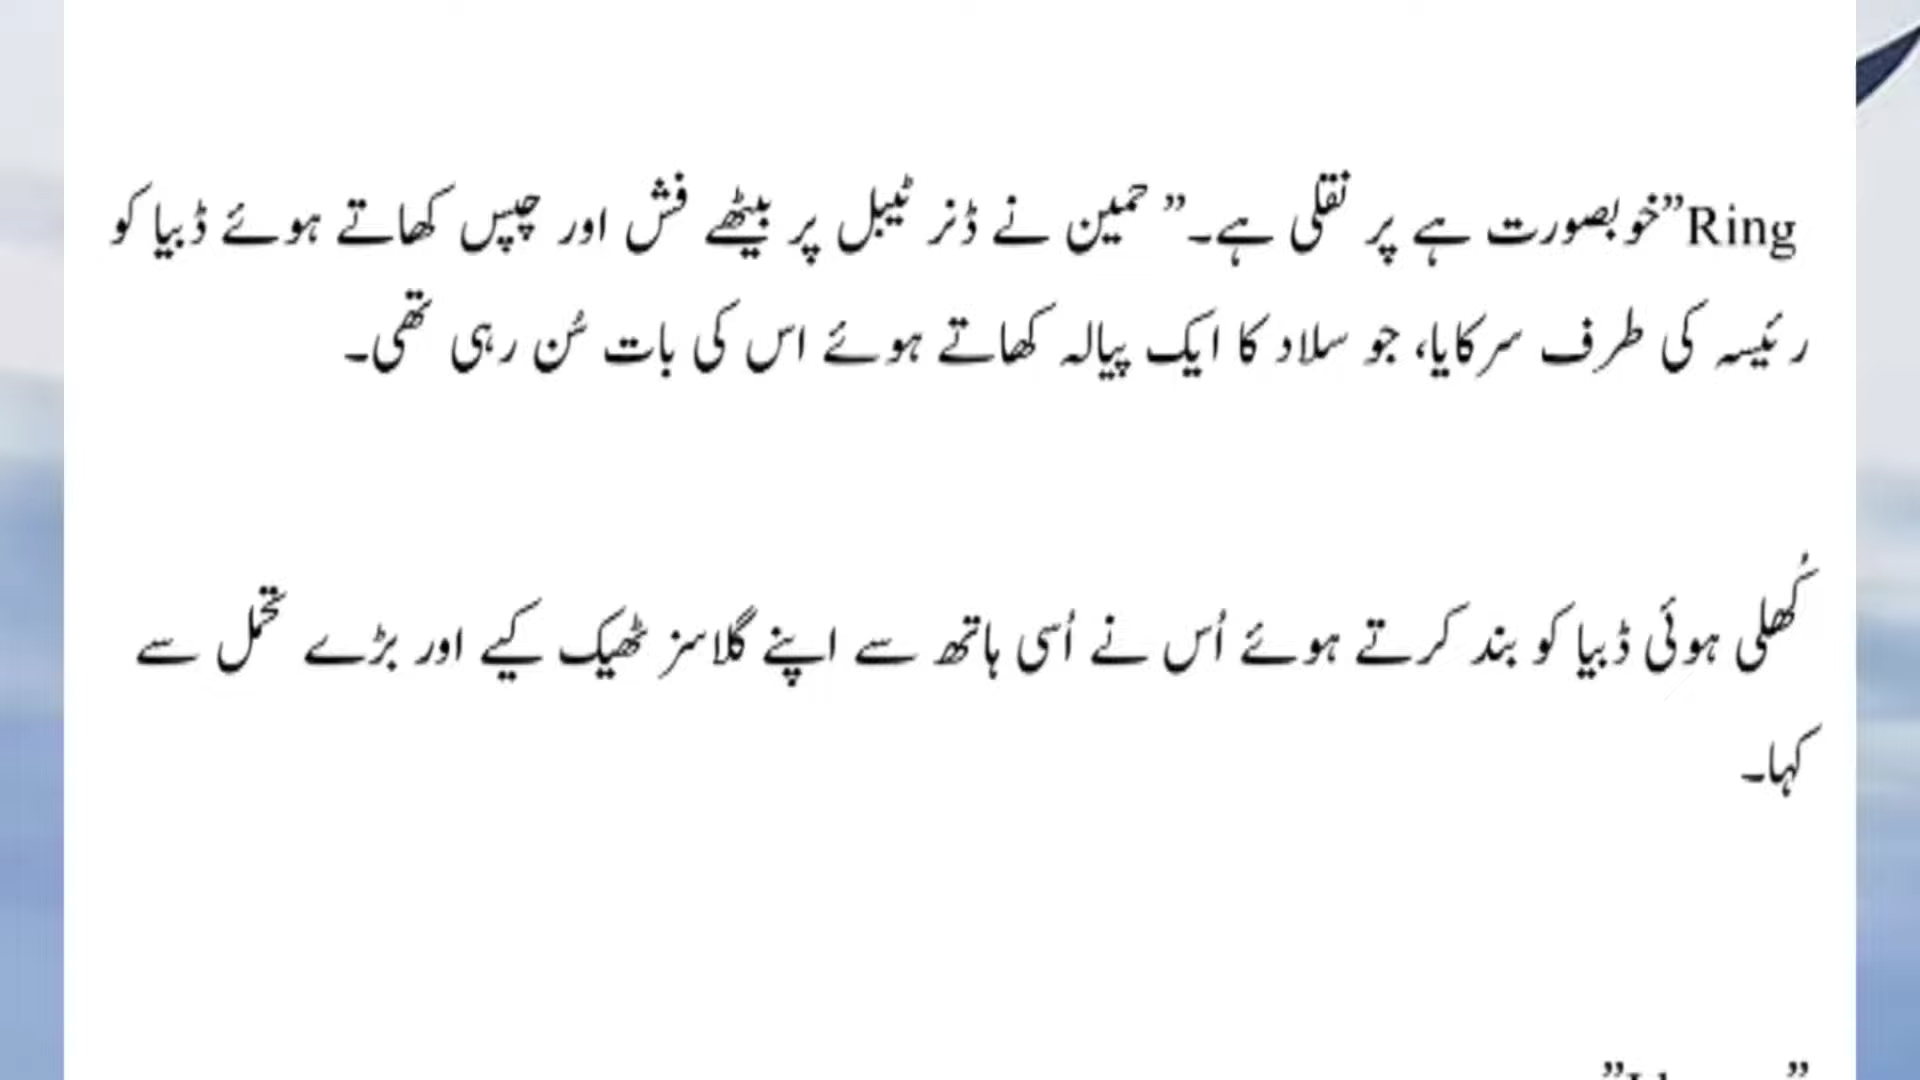 Ring”خوبصورت ہے پر نقلی ہے۔” حمین نے ڈنر ٹیبل پر بیٹھے فش اور چپس کھاتے ہوئے ڈبیا کو
رئیسہ کی طرف سرکایا، جو سلاد کا ایک پیالہ کھاتے ہوئے اس کی بات سُن رہی تھی۔
کُھلی ہوئی ڈبیا کو بند کرتے ہوئے اُس نے اُسی ہاتھ سے اپنے گلاسز ٹھیک کیے اور بڑے تحمل سے
کہا۔